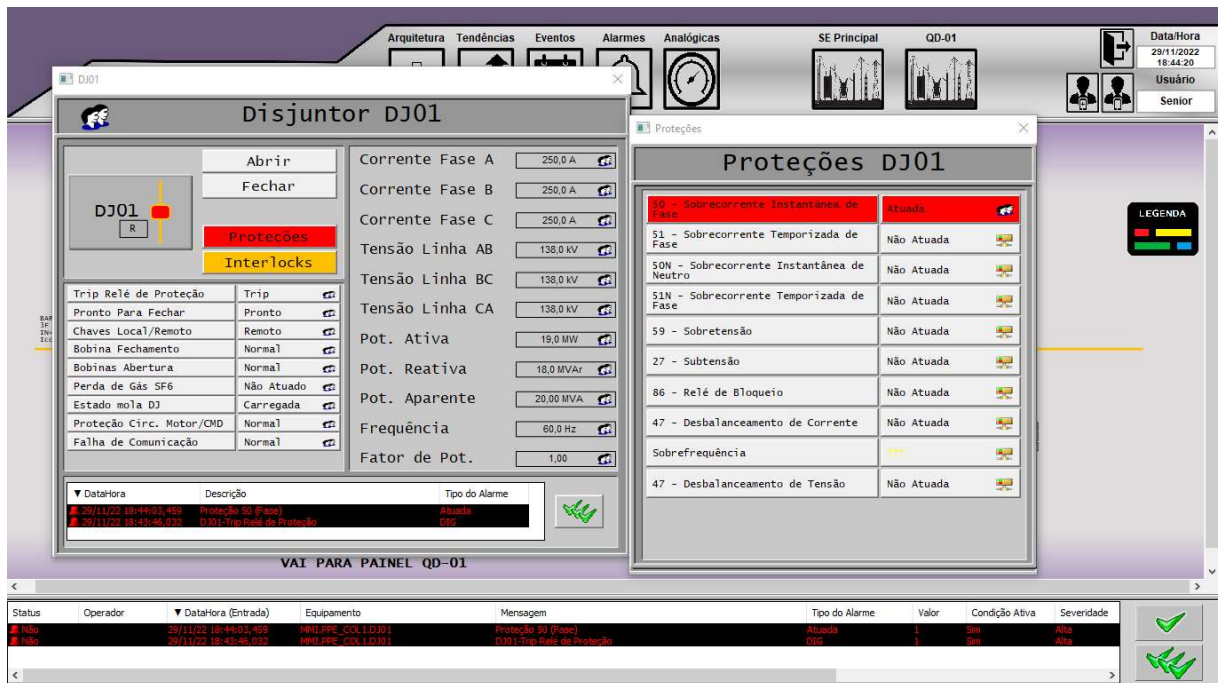 Arquitetura Tendências Eventos Alarmes Analógicas SE Principal QD-01 Data/Hora
29/11/2022
18:44:20
Usuário
Senior
DJ01
Disjuntor DJ01
Abrir
Fechar
DJ01
R
Proteções
Interlocks
Trip Relé de Proteção Trip
Pronto Para Fechar Pronto
Chaves Local/Remoto Remoto
Bobina Fechamento Normal
Bobinas Abertura Normal
Perda de Gás SF6 Não Atuado
Estado mola DJ Carregada
Proteção Circ. Motor/CMD Normal
Falha de Comunicação Normal
Corrente Fase A 250,0 A
Corrente Fase B 250,0 A
Corrente Fase C 250,0 A
Tensão Linha AB 138,0 kV
Tensão Linha BC 138,0 kV
Tensão Linha CA 138,0 kV
Pot. Ativa 19,0 MW
Pot. Reativa 18,0 MVAr
Pot. Aparente 20,00 MVA
Frequência 60,0 Hz
Fator de Pot. 1,00
▼ DataHora Descrição Tipo do Alarme
29/11/22 18:44:03,459 Proteção 50 (Fase) Atuada
29/11/22 18:43:46,032 DJ01-Trip Relé de Proteção DIG
Proteções
Proteções DJ01
50 - Sobrecorrente Instantânea de
Fase Atuada
51 - Sobrecorrente Temporizada de
Fase Não Atuada
50N - Sobrecorrente Instantânea de
Neutro Não Atuada
51N - Sobrecorrente Temporizada de
Fase Não Atuada
59 - Sobretensão Não Atuada
27 - Subtensão Não Atuada
86 - Relé de Bloqueio Não Atuada
47 - Desbalanceamento de Corrente Não Atuada
Sobrefrequência ???
47 - Desbalanceamento de Tensão Não Atuada
LEGENDA
VAI PARA PAINEL QD-01
Status Operador ▼ DataHora (Entrada) Equipamento Mensagem Tipo do Alarme Valor Condição Ativa Severidade
Não 29/11/22 18:44:03,459 MMI.PPE_COL1.DJ01 Proteção 50 (Fase) Atuada 1 Sim Alta
Não 29/11/22 18:43:46,032 MMI.PPE_COL1.DJ01 DJ01-Trip Relé de Proteção DIG 1 Sim Alta